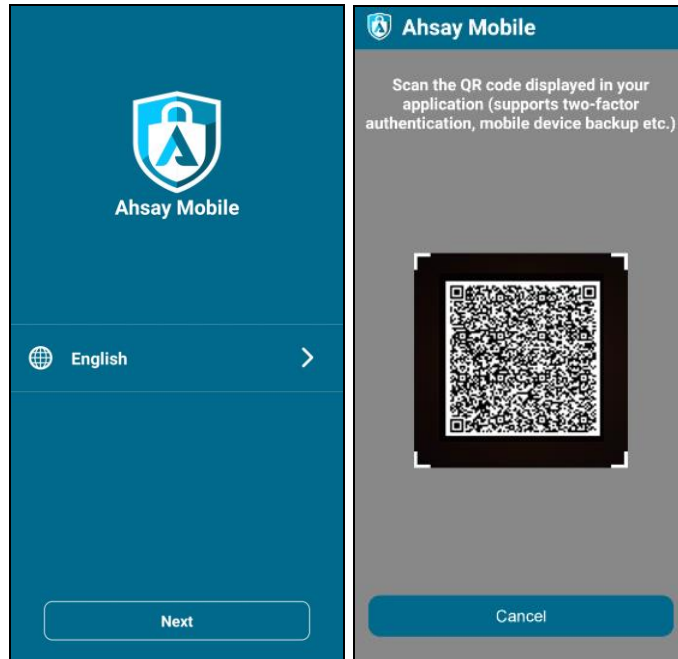 Ahsay Mobile
English
Next
Ahsay Mobile
Scan the QR code displayed in your
application (supports two-factor
authentication, mobile device backup etc.)
Cancel